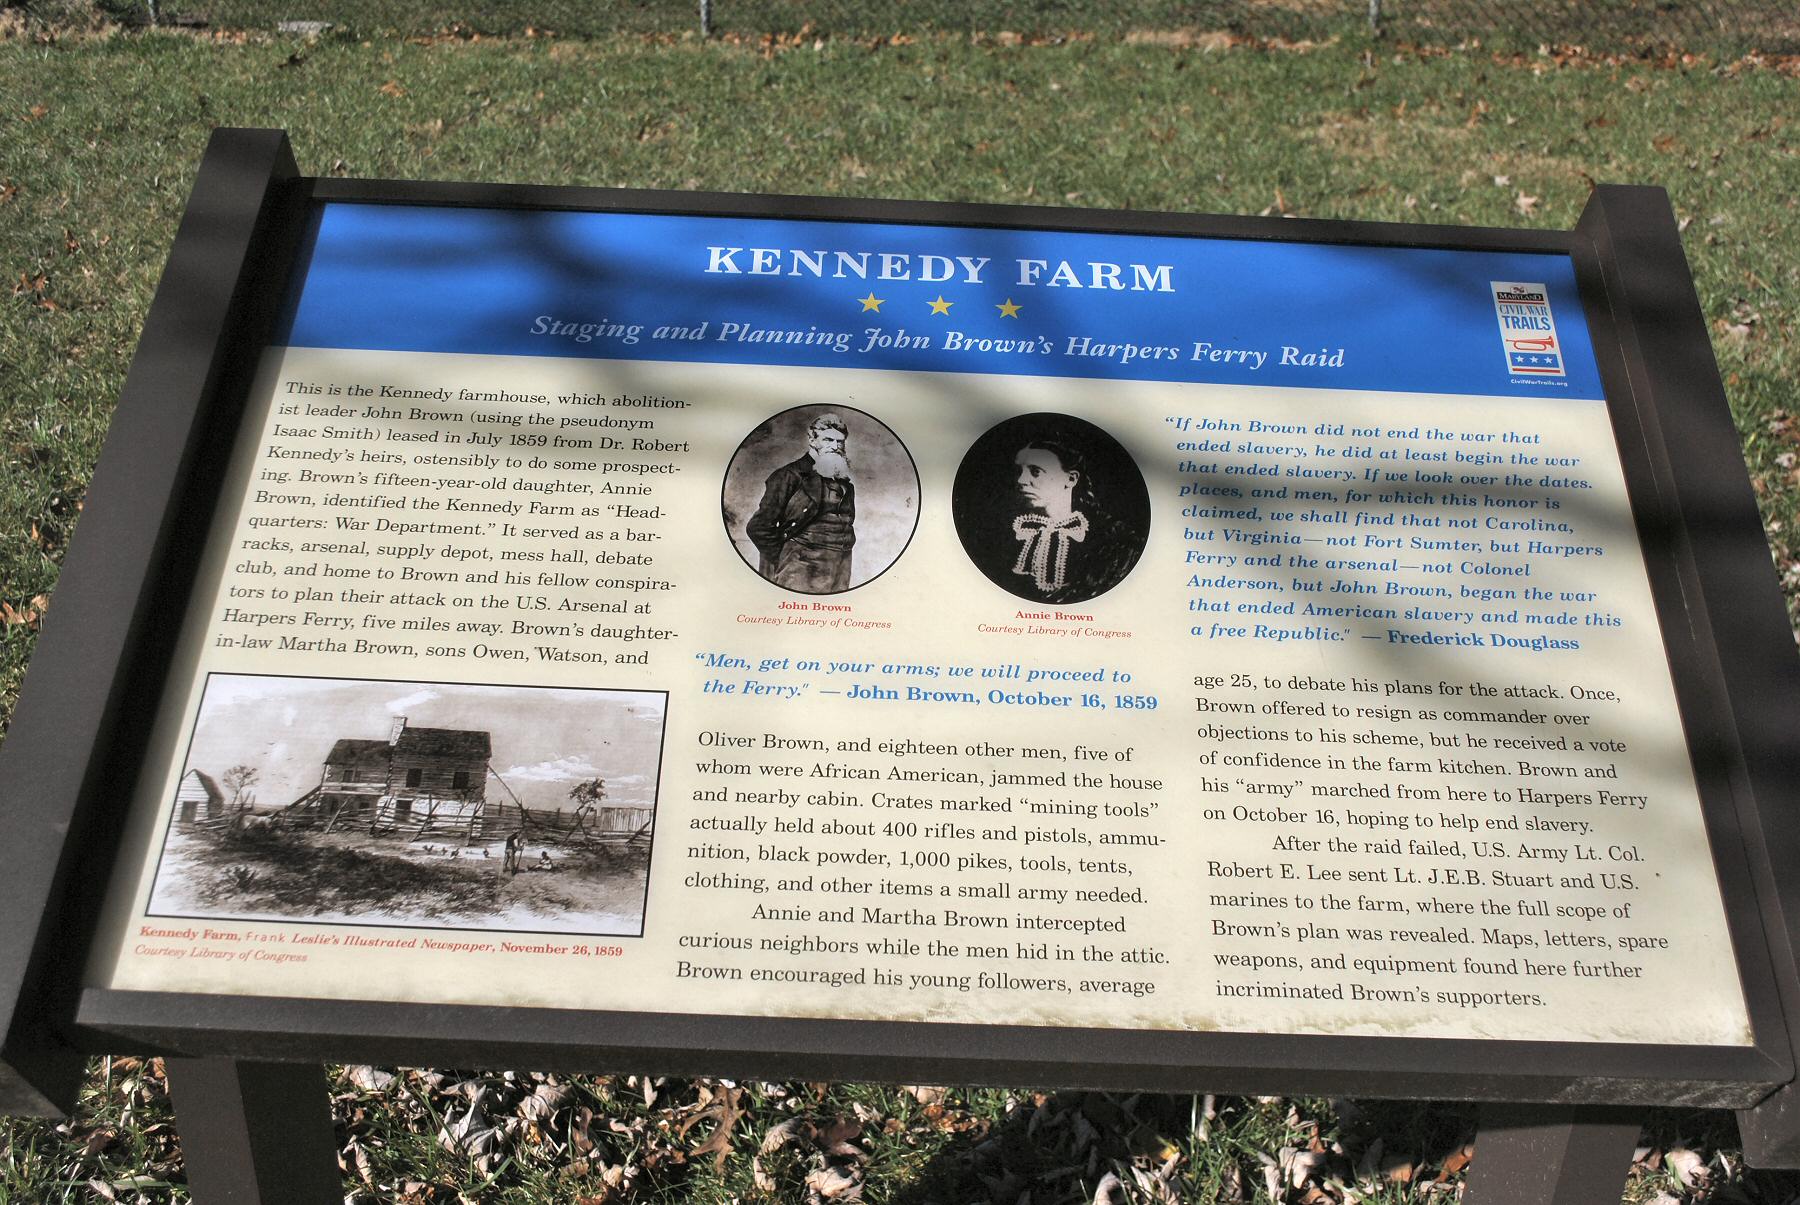 KENNEDY FARM
Staging and Planning John Brown's Harpers Ferry Raid
MARYLAND
CIVIL WAR
TRAILS
CivilWarTrails.org
This is the Kennedy farmhouse, which abolition-
ist leader John Brown (using the pseudonym
Isaac Smith) leased in July 1859 from Dr. Robert
Kennedy's heirs, ostensibly to do some prospect-
ing. Brown's fifteen-year-old daughter, Annie
Brown, identified the Kennedy Farm as “Head-
quarters: War Department.” It served as a bar-
racks, arsenal, supply depot, mess hall, debate
club, and home to Brown and his fellow conspira-
tors to plan their attack on the U.S. Arsenal at
Harpers Ferry, five miles away. Brown's daughter-
in-law Martha Brown, sons Owen, Watson, and
Kennedy Farm, Frank Leslie's Illustrated Newspaper, November 26, 1859
Courtesy Library of Congress
John Brown
Courtesy Library of Congress
Annie Brown
Courtesy Library of Congress
“Men, get on your arms; we will proceed to
the Ferry." — John Brown, October 16, 1859
Oliver Brown, and eighteen other men, five of
whom were African American, jammed the house
and nearby cabin. Crates marked “mining tools”
actually held about 400 rifles and pistols, ammu-
nition, black powder, 1,000 pikes, tools, tents,
clothing, and other items a small army needed.
Annie and Martha Brown intercepted
curious neighbors while the men hid in the attic.
Brown encouraged his young followers, average
“If John Brown did not end the war that
ended slavery, he did at least begin the war
that ended slavery. If we look over the dates.
places, and men, for which this honor is
claimed, we shall find that not Carolina,
but Virginia—not Fort Sumter, but Harpers
Ferry and the arsenal—not Colonel
Anderson, but John Brown, began the war
that ended American slavery and made this
a free Republic." — Frederick Douglass
age 25, to debate his plans for the attack. Once,
Brown offered to resign as commander over
objections to his scheme, but he received a vote
of confidence in the farm kitchen. Brown and
his “army” marched from here to Harpers Ferry
on October 16, hoping to help end slavery.
After the raid failed, U.S. Army Lt. Col.
Robert E. Lee sent Lt. J.E.B. Stuart and U.S.
marines to the farm, where the full scope of
Brown's plan was revealed. Maps, letters, spare
weapons, and equipment found here further
incriminated Brown's supporters.